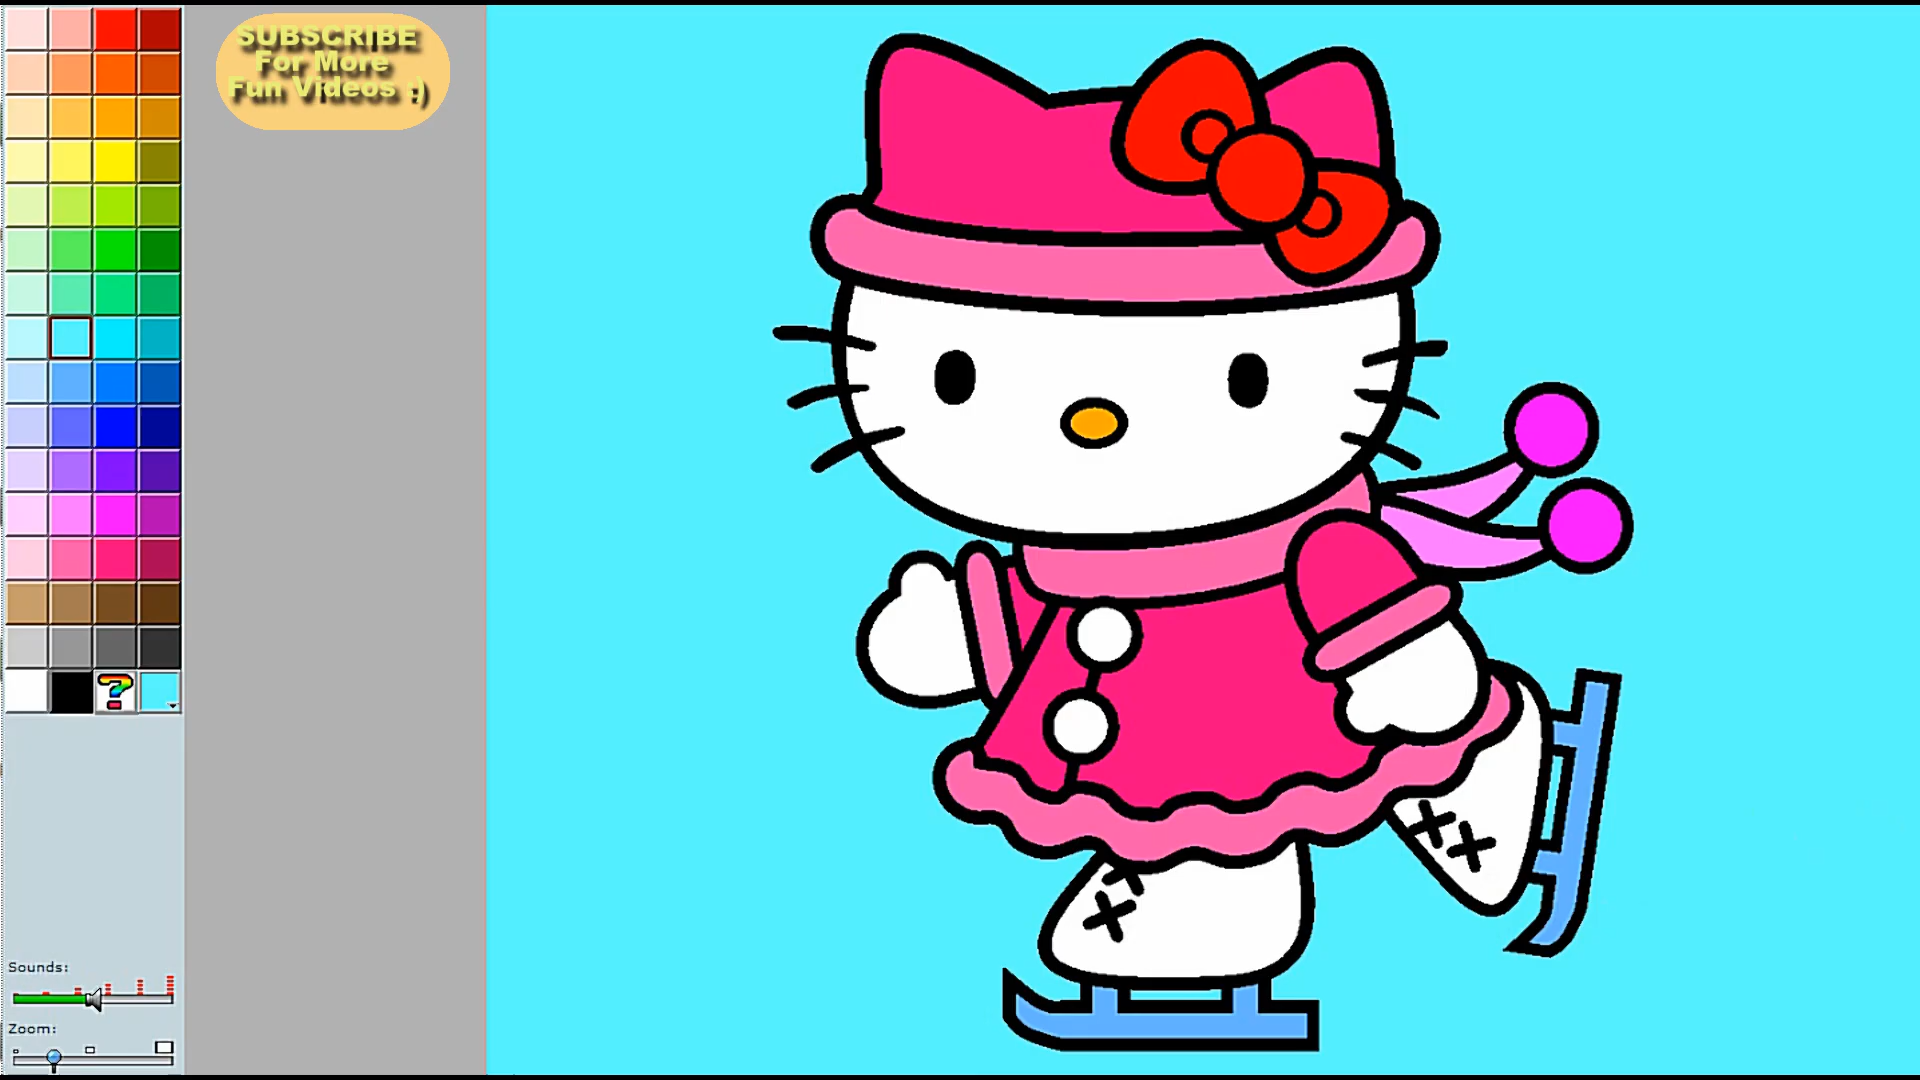 SUBSCRIBE
For More
Fun Videos :)
?
Sounds:
Zoom: